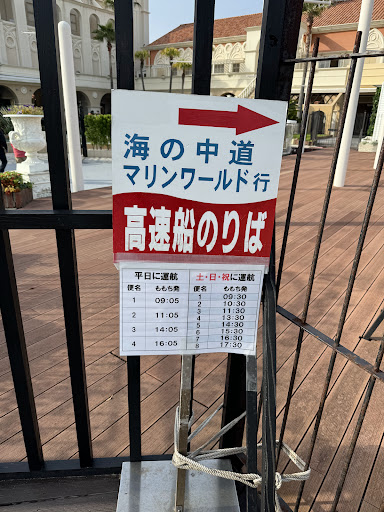 海の中道
マリンワールド行
高速船のりば
平日に運航
便名 ももち発
1 09:05
2 11:05
3 14:05
4 16:05
土・日・祝に運航
便名 ももち発
1 09:30
2 10:30
3 11:30
4 13:30
5 14:30
6 15:30
7 16:30
8 17:30